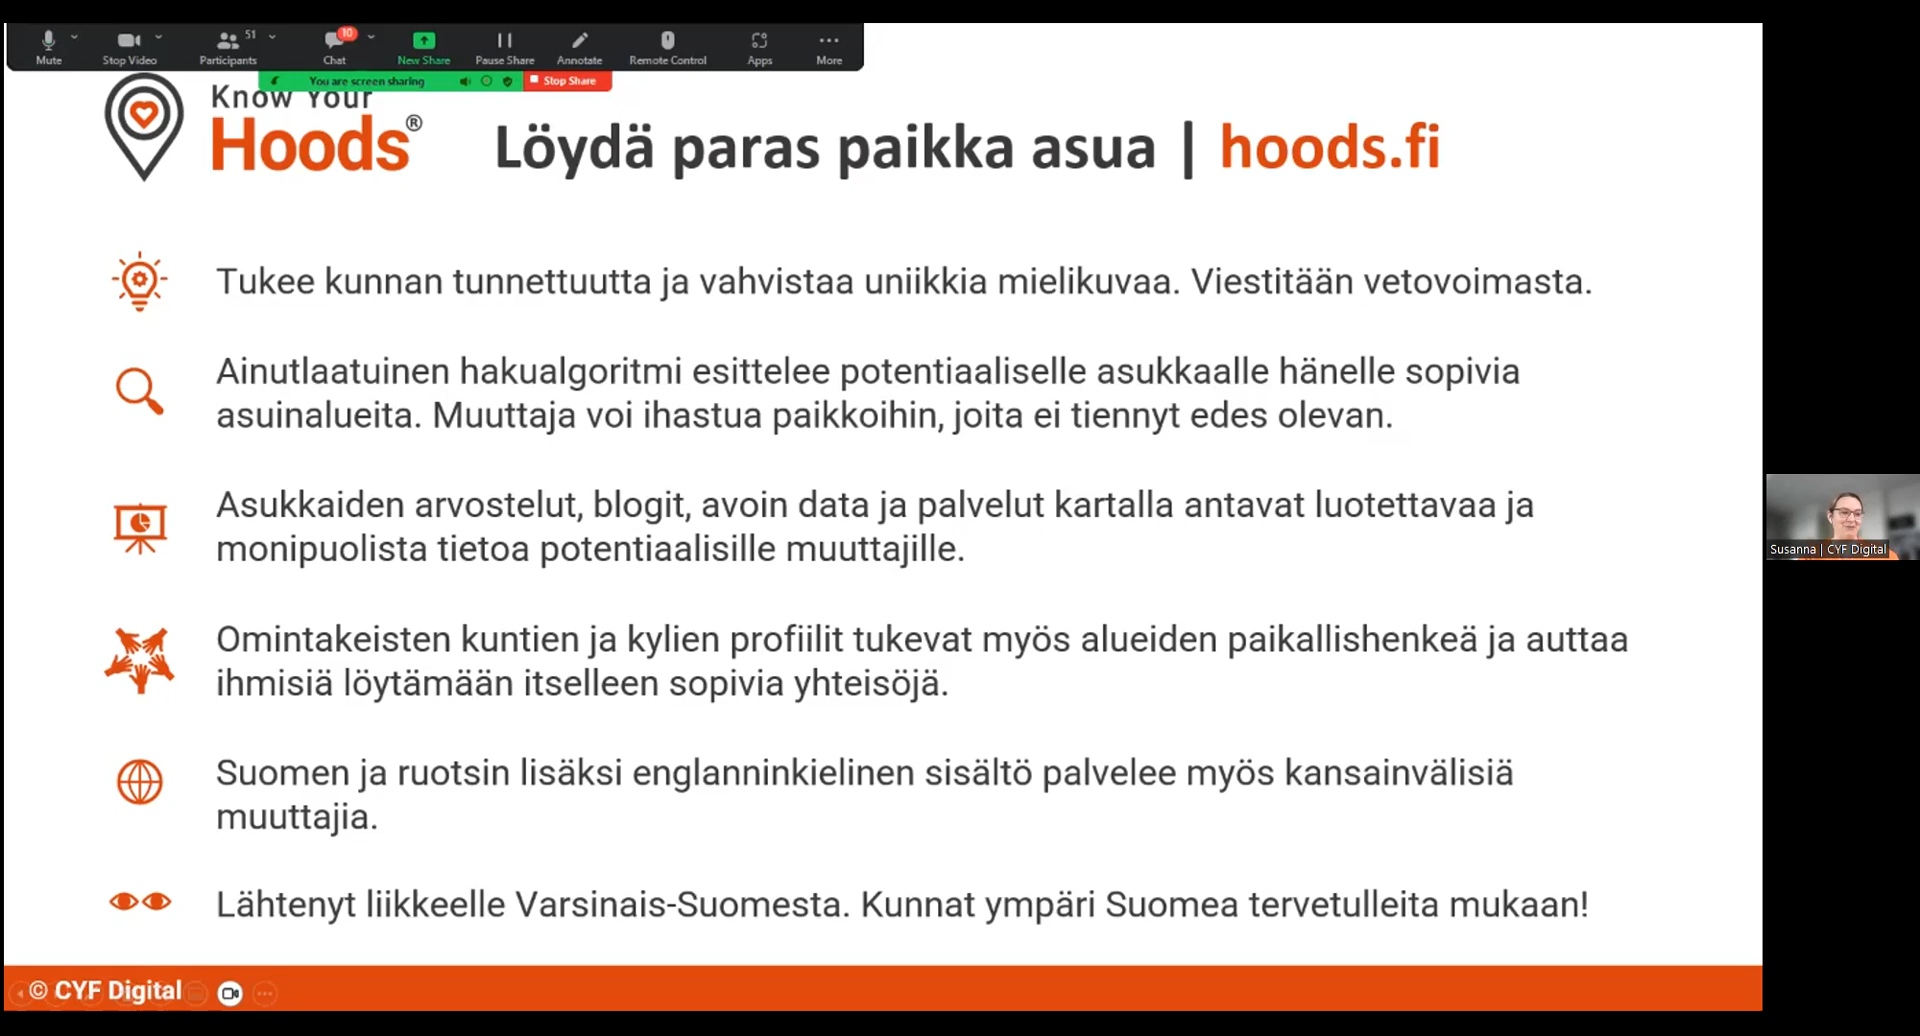 Mute
Stop Video
Participants
51
Chat
10
New Share
Pause Share
Annotate
Remote Control
Apps
More
You are screen sharing
Stop Share
Know Your
Hoods®
Löydä paras paikka asua | hoods.fi
Tukee kunnan tunnettuutta ja vahvistaa uniikkia mielikuvaa. Viestitään vetovoimasta.
Ainutlaatuinen hakualgoritmi esittelee potentiaaliselle asukkaalle hänelle sopivia
asuinalueita. Muuttaja voi ihastua paikkoihin, joita ei tiennyt edes olevan.
Asukkaiden arvostelut, blogit, avoin data ja palvelut kartalla antavat luotettavaa ja
monipuolista tietoa potentiaalisille muuttajille.
Omintakeisten kuntien ja kylien profiilit tukevat myös alueiden paikallishenkeä ja auttaa
ihmisiä löytämään itselleen sopivia yhteisöjä.
Suomen ja ruotsin lisäksi englanninkielinen sisältö palvelee myös kansainvälisiä
muuttajia.
Lähtenyt liikkeelle Varsinais-Suomesta. Kunnat ympäri Suomea tervetulleita mukaan!
© CYF Digital
Susanna | CYF Digital